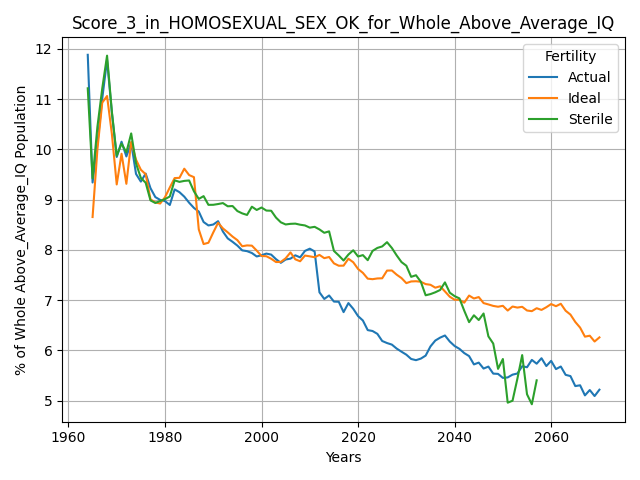 Score_3_in_HOMOSEXUAL_SEX_OK_for_Whole_Above_Average_IQ
% of Whole Above_Average_IQ Population
12
11
10
9
8
7
6
5
Fertility
Actual
Ideal
Sterile
1960 1980 2000 2020 2040 2060
Years